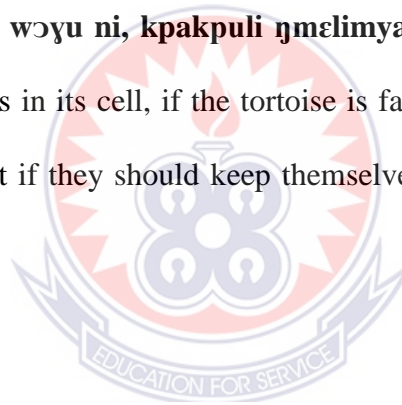 wɔɣu ni, kpakpuli ŋmɛlimya
s in its cell, if the tortoise is fa
t if they should keep themselve
EDUCATION FOR SERVICE